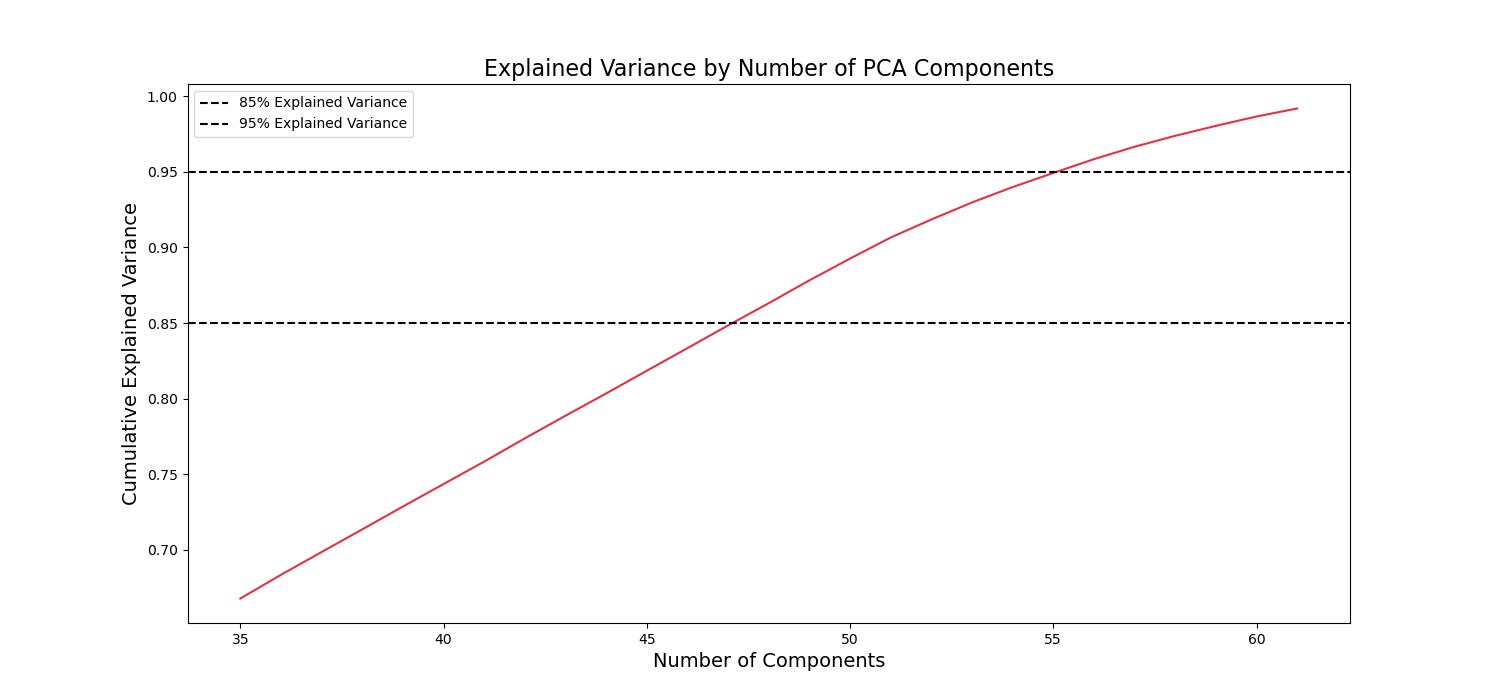 Explained Variance by Number of PCA Components
85% Explained Variance
95% Explained Variance
Cumulative Explained Variance
1.00
0.95
0.90
0.85
0.80
0.75
0.70
35 40 45 50 55 60
Number of Components